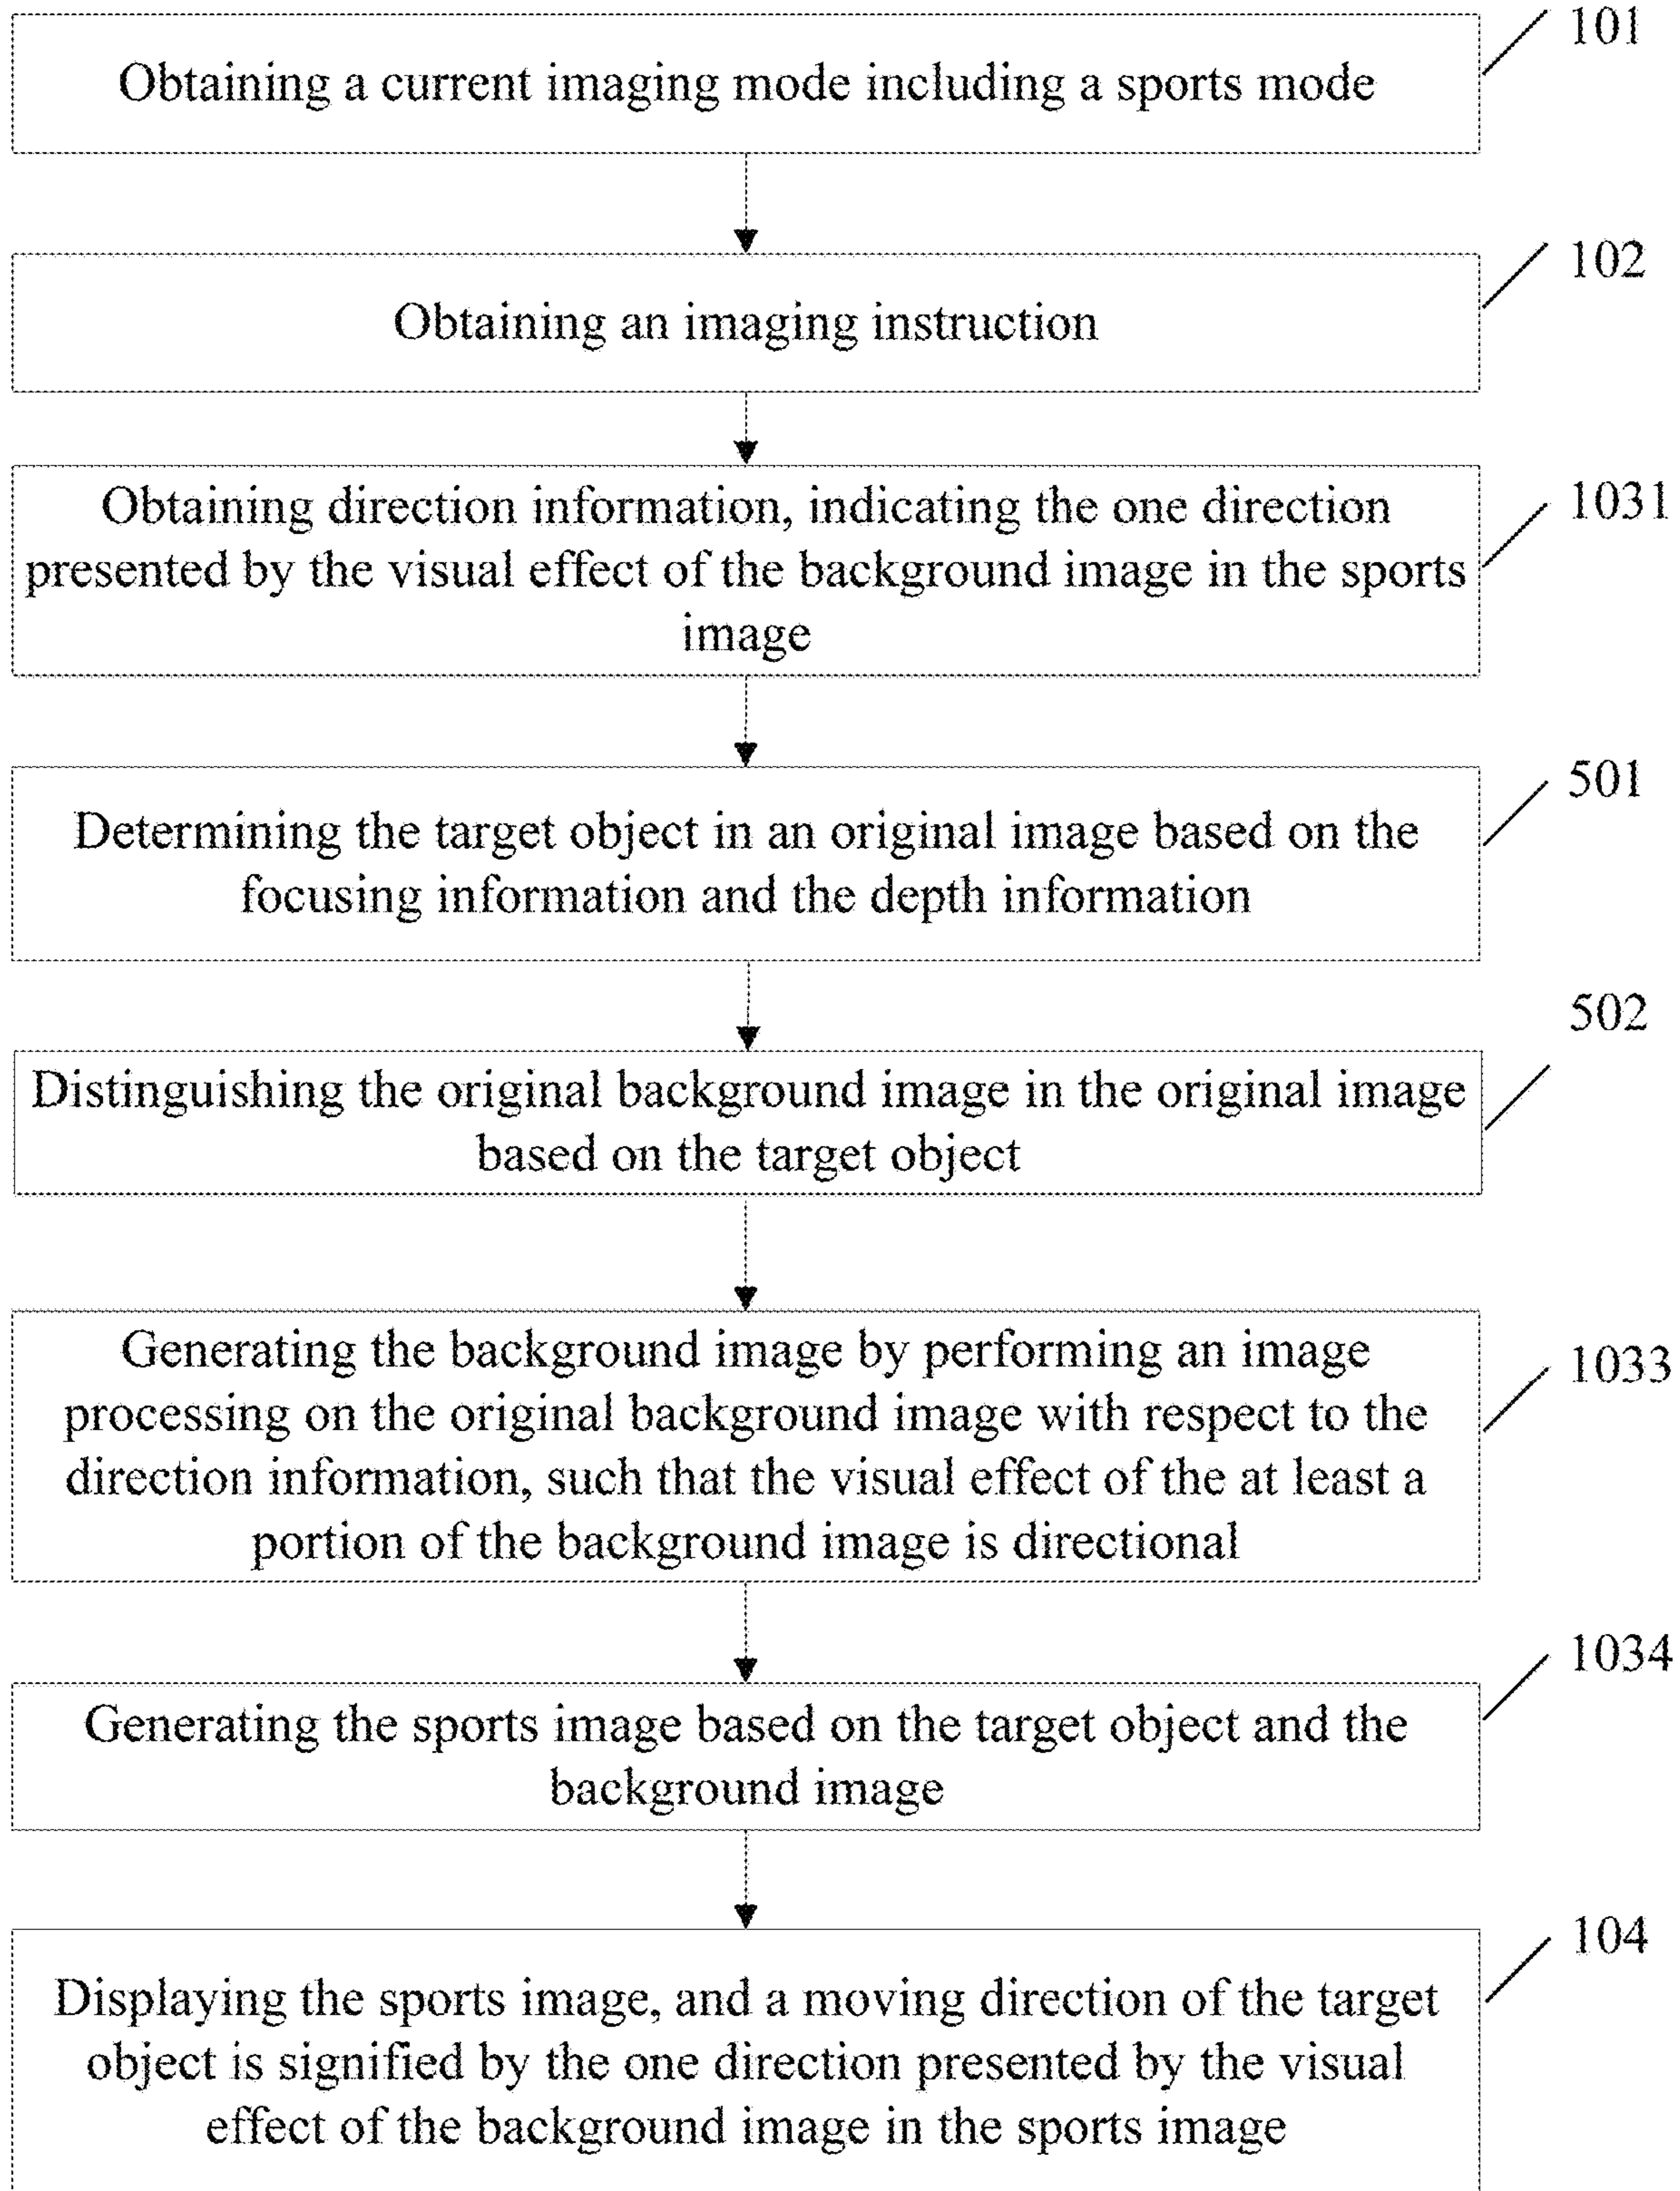 101
Obtaining a current imaging mode including a sports mode
102
Obtaining an imaging instruction
1031
Obtaining direction information, indicating the one direction
presented by the visual effect of the background image in the sports
image
501
Determining the target object in an original image based on the
focusing information and the depth information
502
Distinguishing the original background image in the original image
based on the target object
1033
Generating the background image by performing an image
processing on the original background image with respect to the
direction information, such that the visual effect of the at least a
portion of the background image is directional
1034
Generating the sports image based on the target object and the
background image
104
Displaying the sports image, and a moving direction of the target
object is signified by the one direction presented by the visual
effect of the background image in the sports image